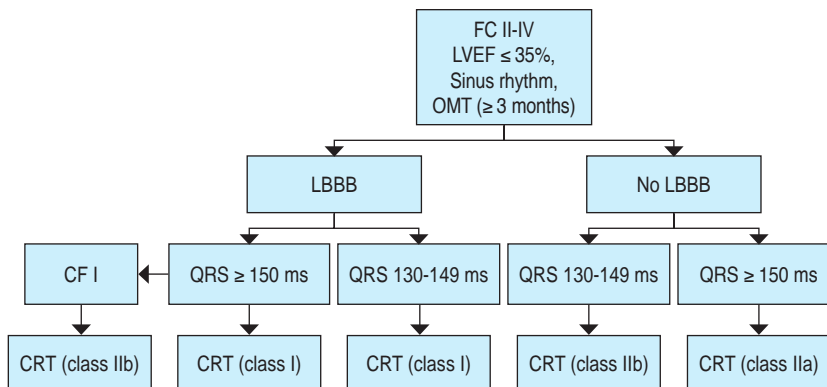 FC II-IV
LVEF ≤ 35%,
Sinus rhythm,
OMT (≥ 3 months)
LBBB
No LBBB
CF I
QRS ≥ 150 ms
QRS 130-149 ms
QRS 130-149 ms
QRS ≥ 150 ms
CRT (class IIb)
CRT (class I)
CRT (class I)
CRT (class IIb)
CRT (class IIa)